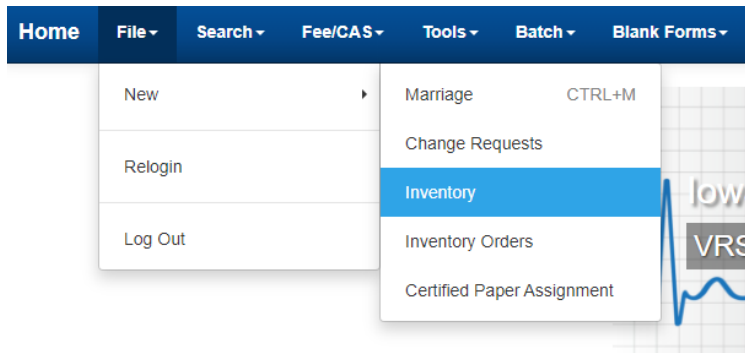 Home File Search Fee/CAS Tools Batch Blank Forms
New
Relogin
Log Out
Marriage CTRL+M
Change Requests
Inventory
Inventory Orders
Certified Paper Assignment